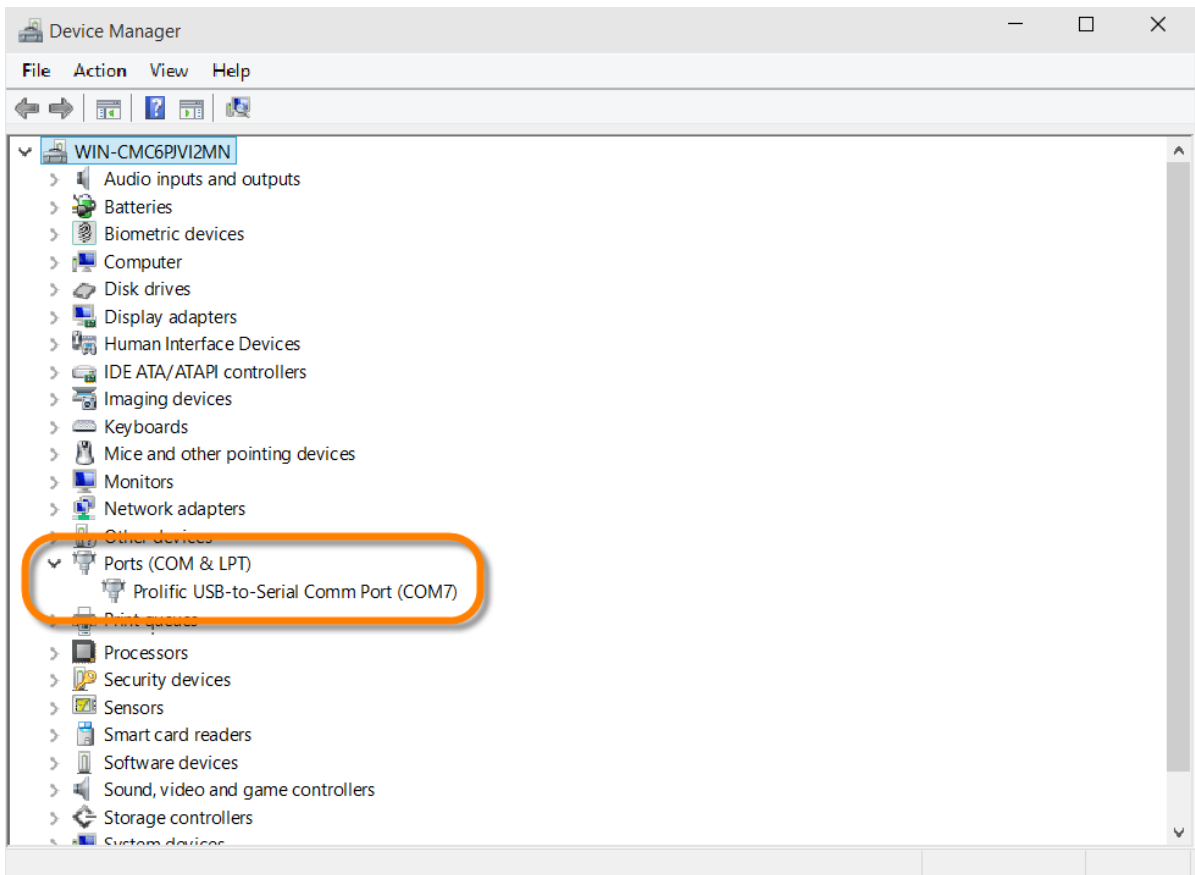 Device Manager
File Action View Help
WIN-CMC6PJVI2MN
Audio inputs and outputs
Batteries
Biometric devices
Computer
Disk drives
Display adapters
Human Interface Devices
IDE ATA/ATAPI controllers
Imaging devices
Keyboards
Mice and other pointing devices
Monitors
Network adapters
Other devices
Ports (COM & LPT)
Prolific USB-to-Serial Comm Port (COM7)
Print queues
Processors
Security devices
Sensors
Smart card readers
Software devices
Sound, video and game controllers
Storage controllers
System devices